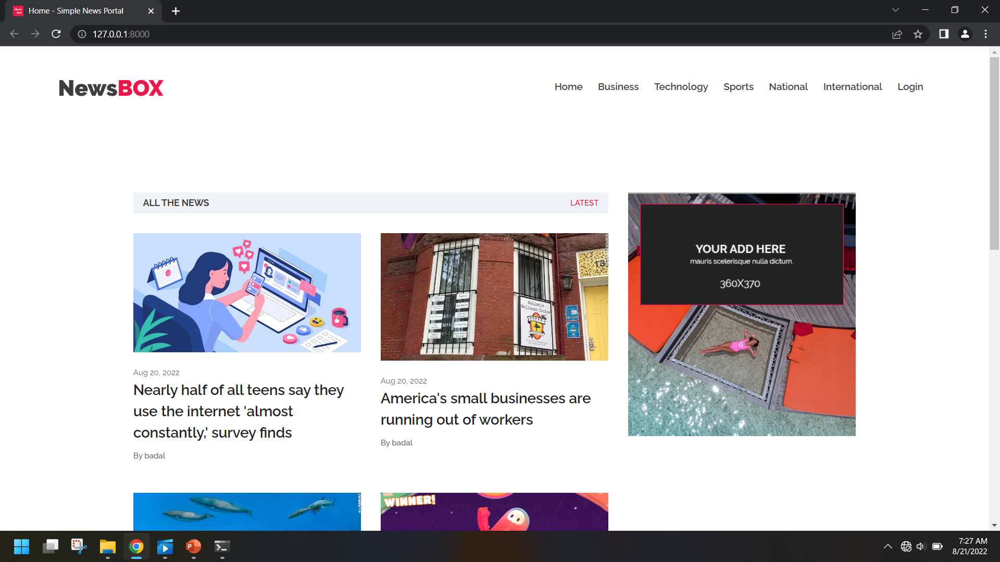 Home - Simple News Portal
127.0.0.1:8000
NewsBOX
Home Business Technology Sports National International Login
ALL THE NEWS
LATEST
Aug 20, 2022
Nearly half of all teens say they
use the internet 'almost
constantly,' survey finds
By badal
Holistic
Wellness Center
Aug 20, 2022
America's small businesses are
running out of workers
By badal
YOUR ADD HERE
mauris scelerisque nulla dictum.
360X370
WINNER!
7:27 AM
8/21/2022